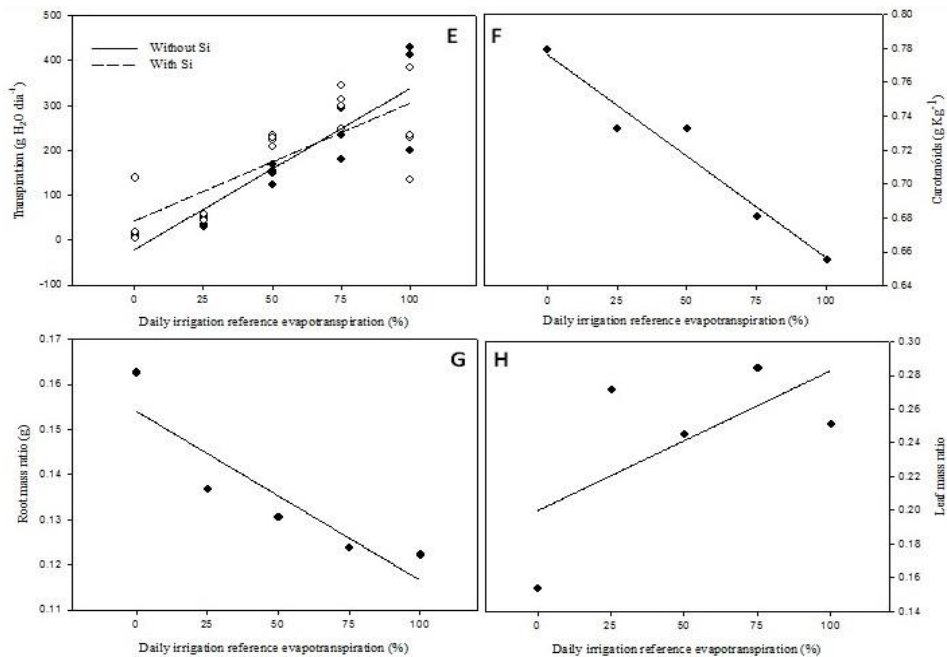 E
Without Si
With Si
Transpiration (g H₂O dia⁻¹)
500
400
300
200
100
0
-100
0 25 50 75 100
Daily irrigation reference evapotranspiration (%)
F
Carotenóids (g Kg⁻¹)
0.80
0.78
0.76
0.74
0.72
0.70
0.68
0.66
0.64
0 25 50 75 100
Daily irrigation reference evapotranspiration (%)
G
Root mass ratio (g)
0.17
0.16
0.15
0.14
0.13
0.12
0.11
0 25 50 75 100
Daily irrigation reference evapotranspiration (%)
H
Leaf mass ratio
0.30
0.28
0.26
0.24
0.22
0.20
0.18
0.16
0.14
0 25 50 75 100
Daily irrigation reference evapotranspiration (%)